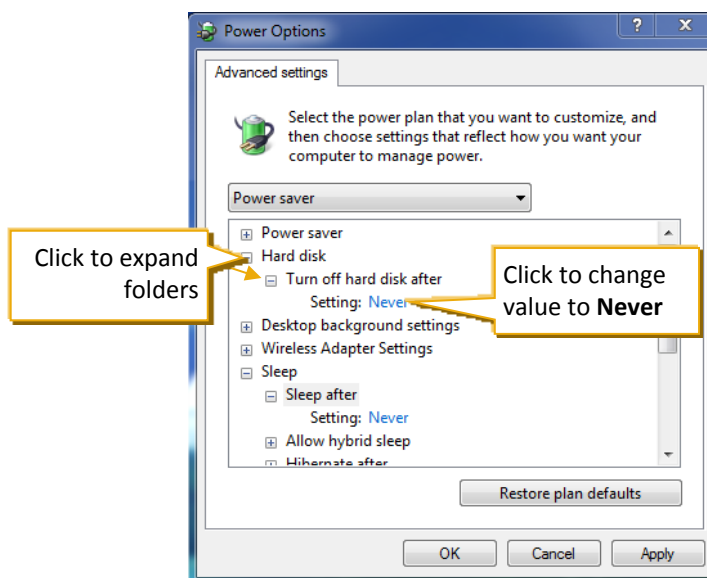 Power Options
? X
Advanced settings
Select the power plan that you want to customize, and
then choose settings that reflect how you want your
computer to manage power.
Power saver
Power saver
Hard disk
Turn off hard disk after
Setting: Never
Desktop background settings
Wireless Adapter Settings
Sleep
Sleep after
Setting: Never
Allow hybrid sleep
Hibernate after
Click to expand
folders
Click to change
value to Never
Restore plan defaults
OK Cancel Apply